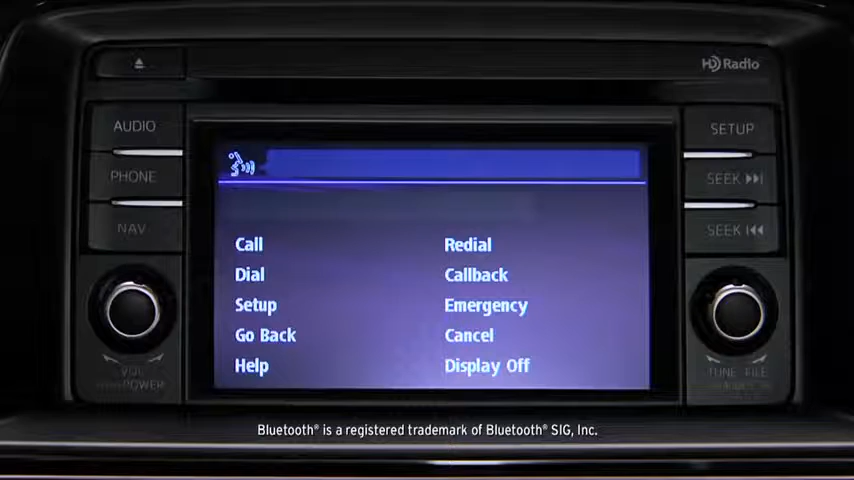 HD Radio
AUDIO
SETUP
PHONE
SEEK
NAV
SEEK
Call
Redial
Dial
Callback
Setup
Emergency
Go Back
Cancel
Help
Display Off
VOL
POWER
TUNE FILE
Bluetooth® is a registered trademark of Bluetooth® SIG, Inc.